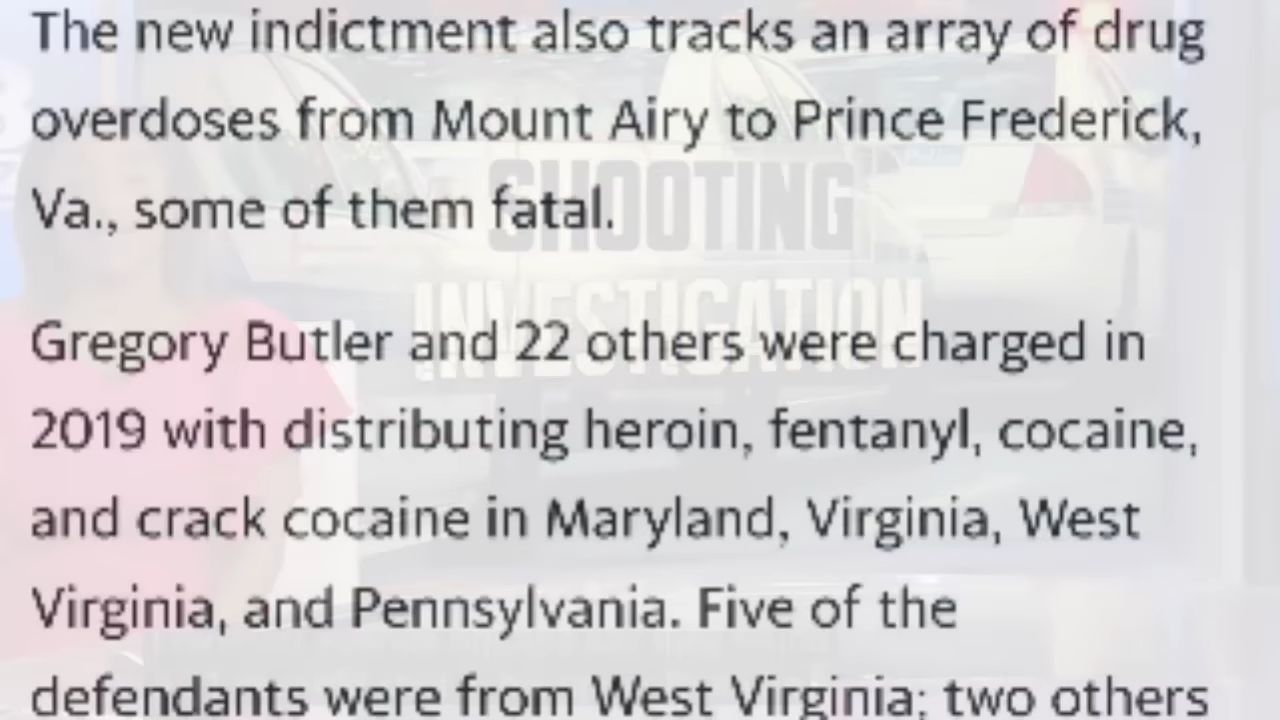 The new indictment also tracks an array of drug
overdoses from Mount Airy to Prince Frederick,
Va., some of them fatal.
SHOOTING
INVESTIGATION
Gregory Butler and 22 others were charged in
2019 with distributing heroin, fentanyl, cocaine,
and crack cocaine in Maryland, Virginia, West
Virginia, and Pennsylvania. Five of the
defendants were from West Virginia; two others